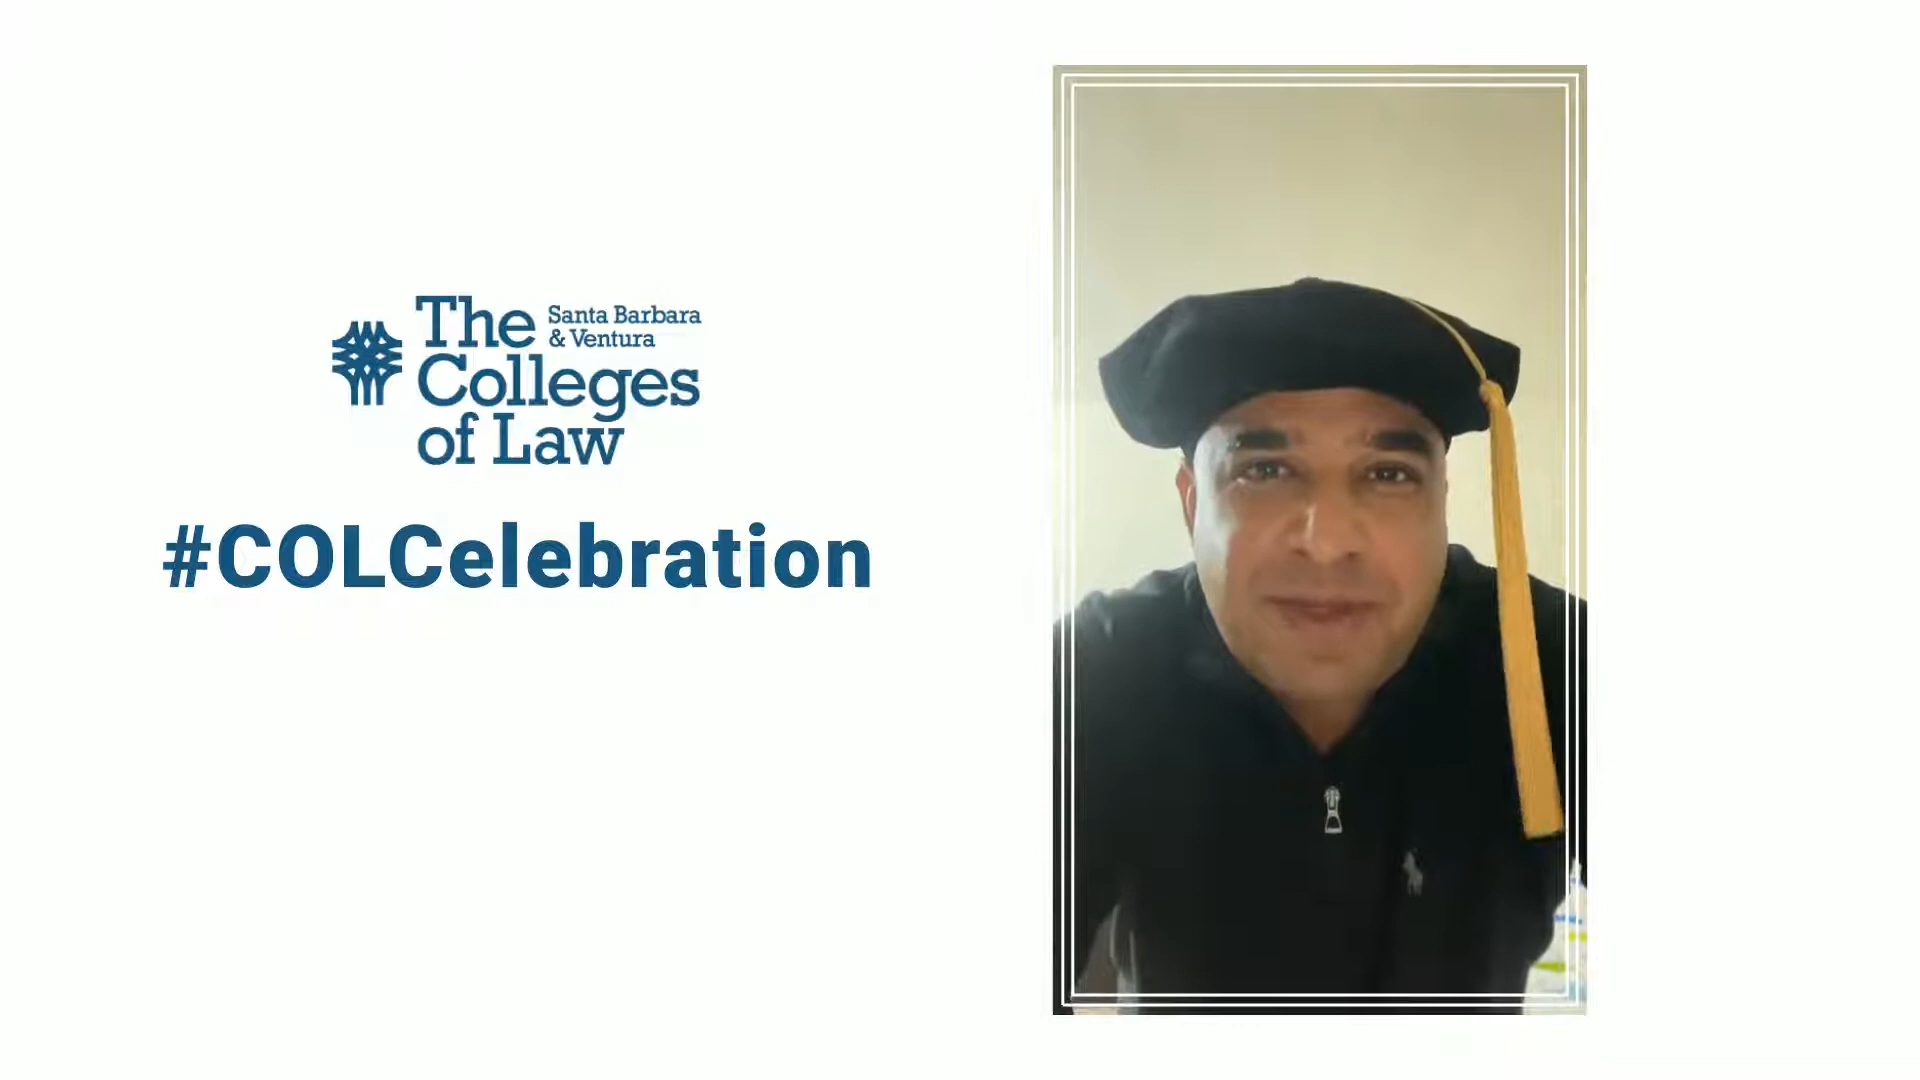 The Santa Barbara
& Ventura
Colleges
of Law
#COLCelebration